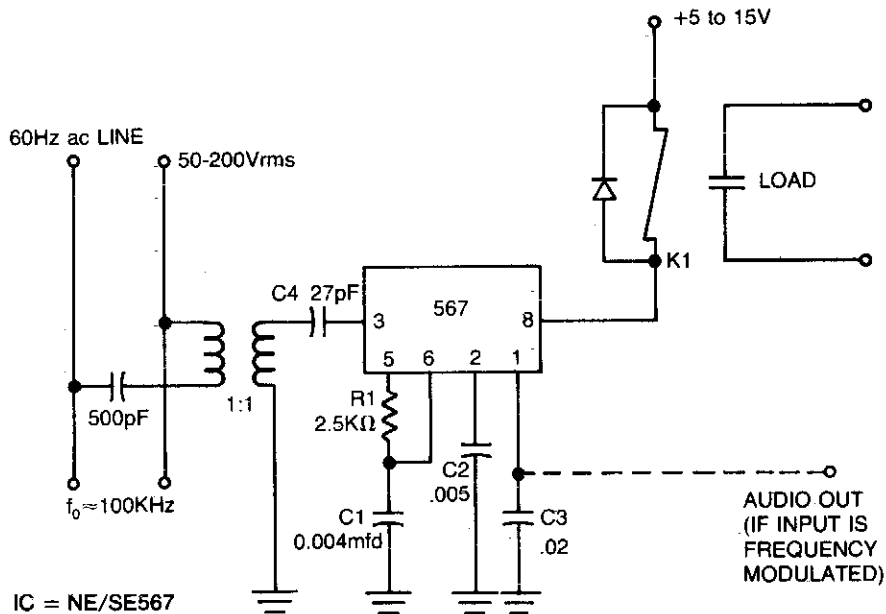 +5 to 15V
60Hz ac LINE
50-200Vrms
LOAD
K1
C4 27pF
567
3
8
5
6
2
1
500pF
1:1
R1
2.5KΩ
C2
.005
f₀≈100KHz
C1
0.004mfd
C3
.02
AUDIO OUT
(IF INPUT IS
FREQUENCY
MODULATED)
IC = NE/SE567